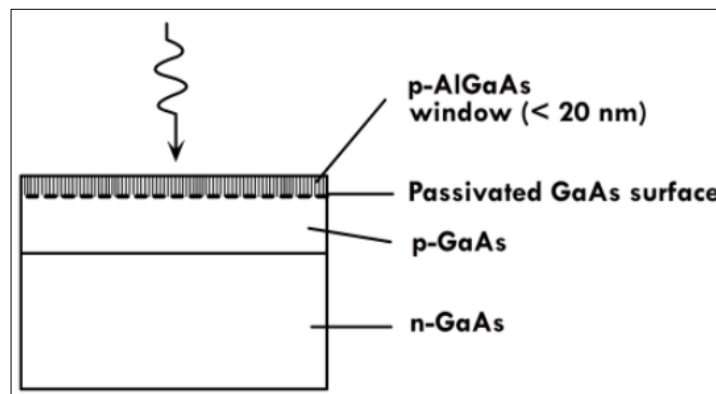 p-AlGaAs
window (< 20 nm)
Passivated GaAs surface
p-GaAs
n-GaAs